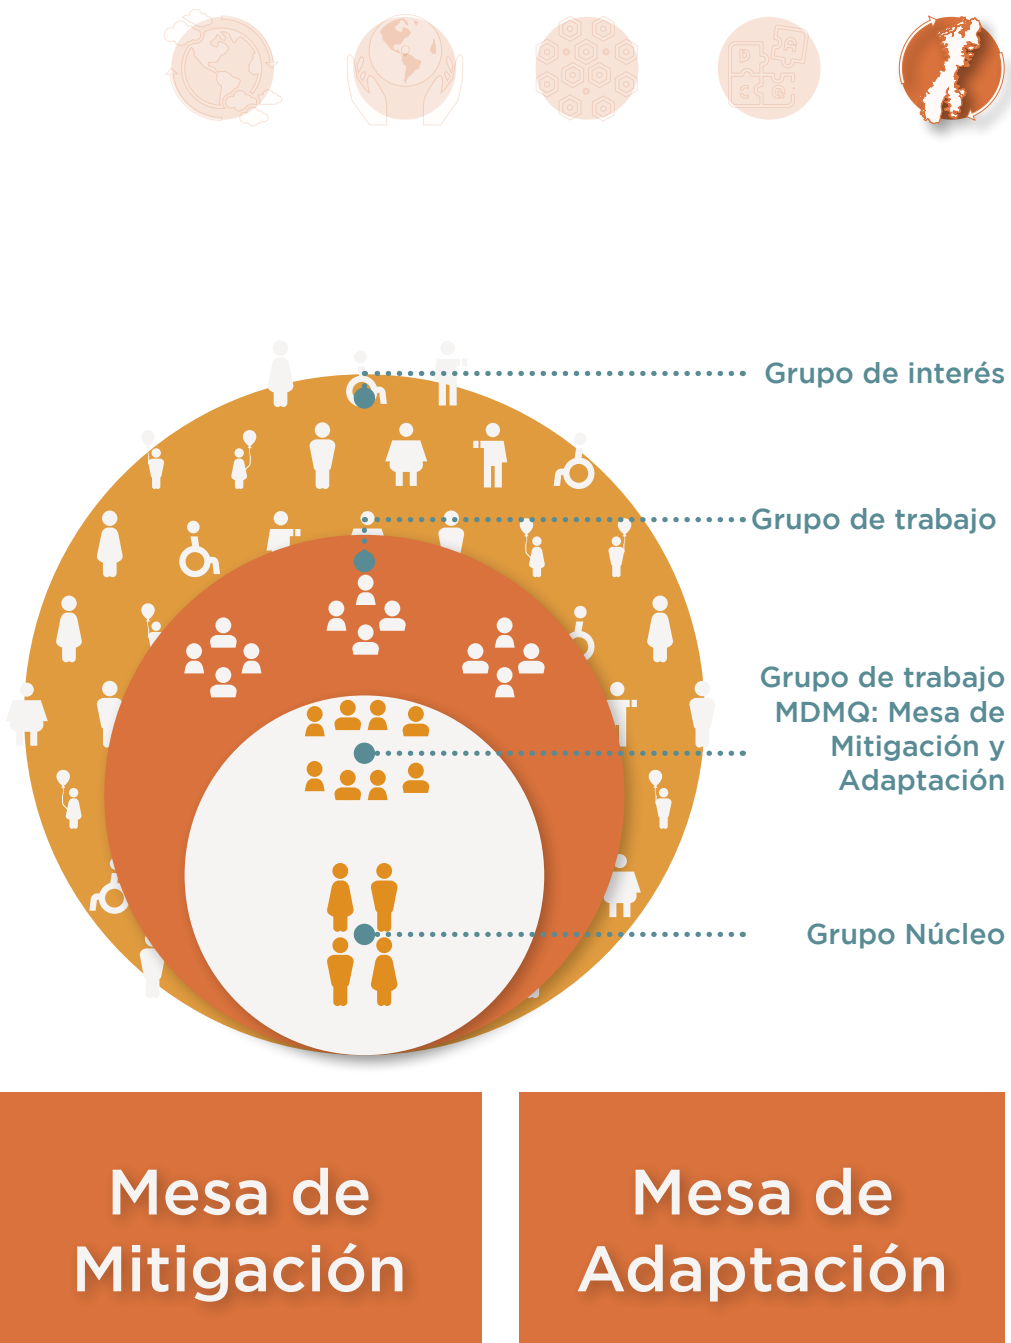 Grupo de interés
Grupo de trabajo
Grupo de trabajo
MDMQ: Mesa de
Mitigación y
Adaptación
Grupo Núcleo
Mesa de
Mitigación
Mesa de
Adaptación